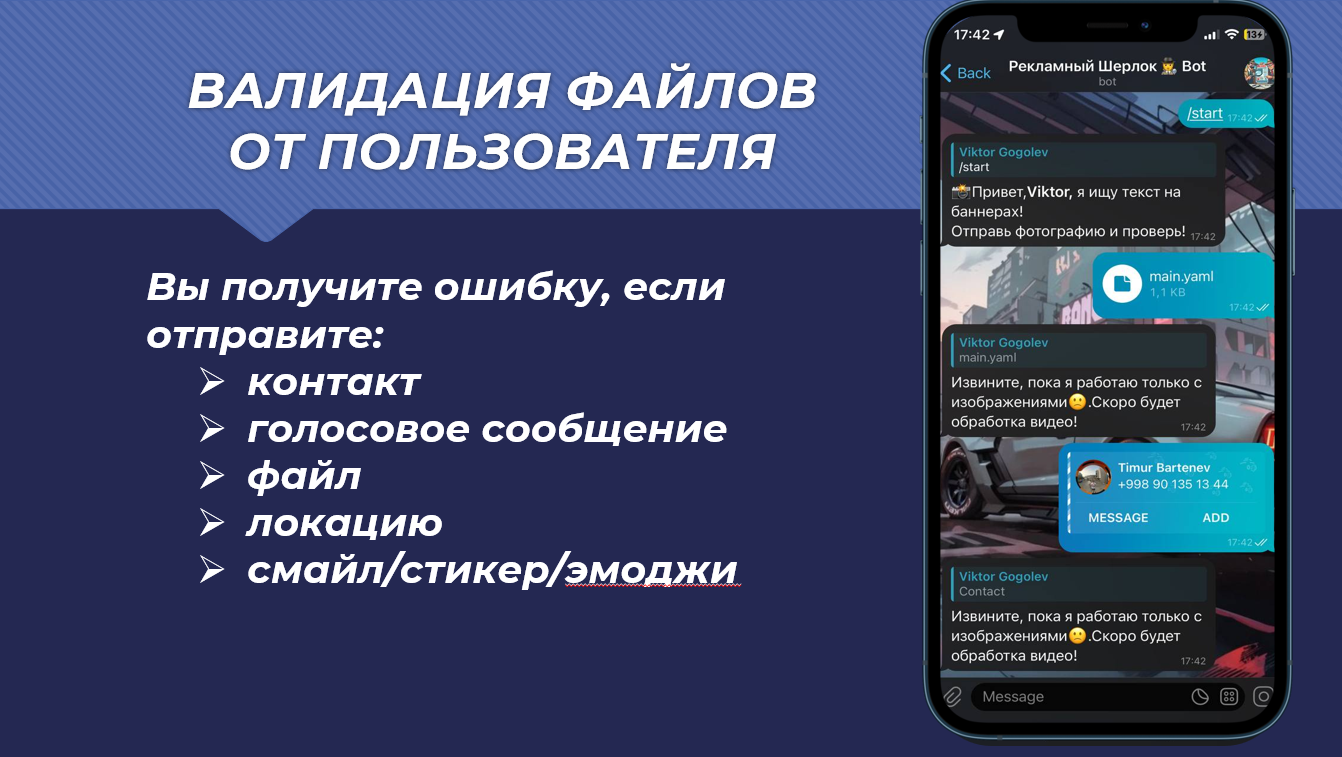 ВАЛИДАЦИЯ ФАЙЛОВ
ОТ ПОЛЬЗОВАТЕЛЯ
Вы получите ошибку, если
отправите:
контакт
голосовое сообщение
файл
локацию
смайл/стикер/эмоджи
17:42
13
Back
Рекламный Шерлок 🕵️ Bot
bot
/start 17:42
Viktor Gogolev
/start
📸Привет,Viktor, я ищу текст на
баннерах!
Отправь фотографию и проверь! 17:42
main.yaml
1,1 KB
17:42
Viktor Gogolev
main.yaml
Извините, пока я работаю только с
изображениями🙁.Скоро будет
обработка видео! 17:42
Timur Bartenev
+998 90 135 13 44
MESSAGE ADD
17:42
Viktor Gogolev
Contact
Извините, пока я работаю только с
изображениями🙁.Скоро будет
обработка видео! 17:42
Message